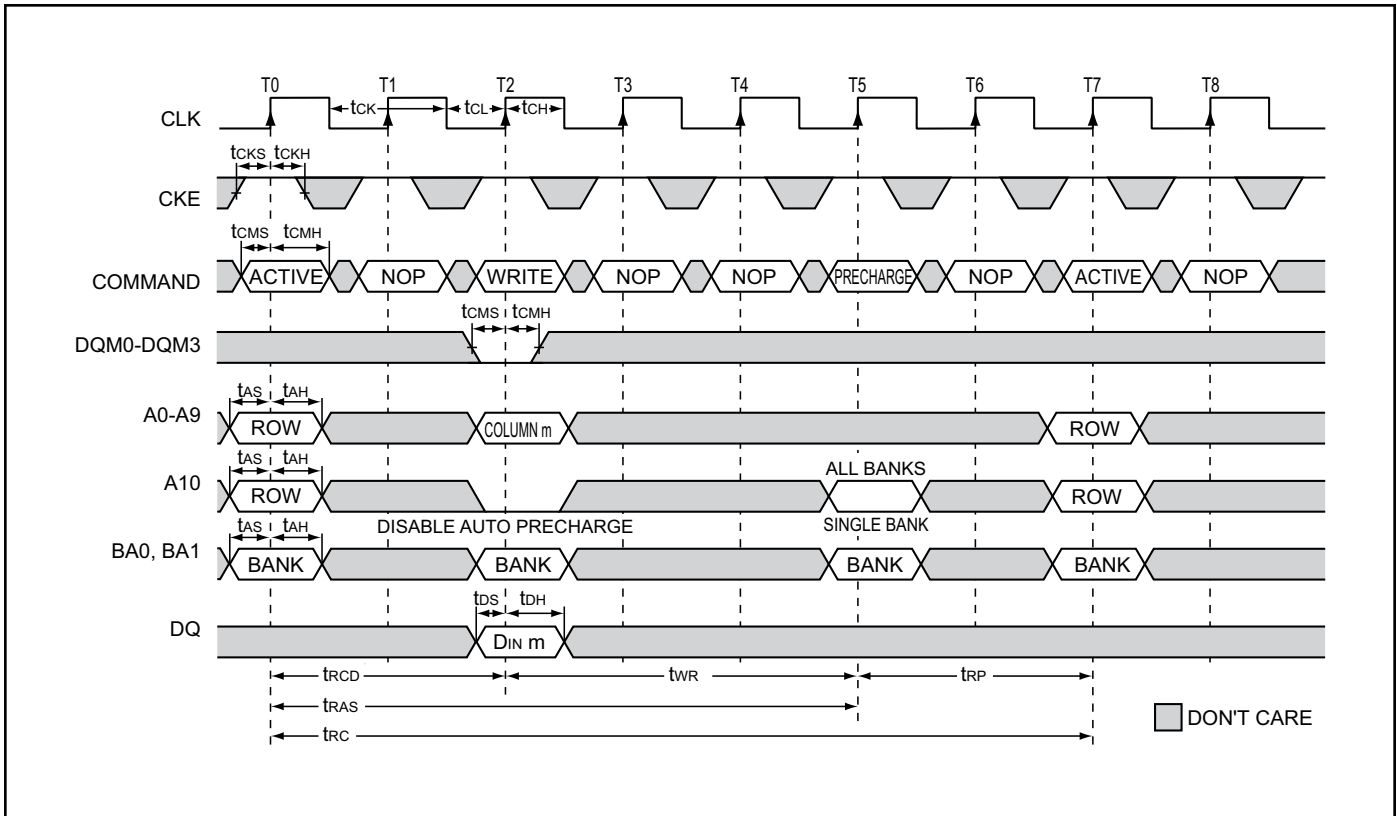 T0 T1 T2 T3 T4 T5 T6 T7 T8
CLK tCK tCL tCH
tCKS tCKH
CKE
tCMS tCMH
COMMAND ACTIVE NOP WRITE NOP NOP PRECHARGE NOP ACTIVE NOP
tCMS tCMH
DQM0-DQM3
tAS tAH
A0-A9 ROW COLUMN m ROW
tAS tAH ALL BANKS
A10 ROW ROW
tAS tAH DISABLE AUTO PRECHARGE SINGLE BANK
BA0, BA1 BANK BANK BANK BANK
tDS tDH
DQ DIN m
tRCD tWR tRP
tRAS
DON'T CARE
tRC